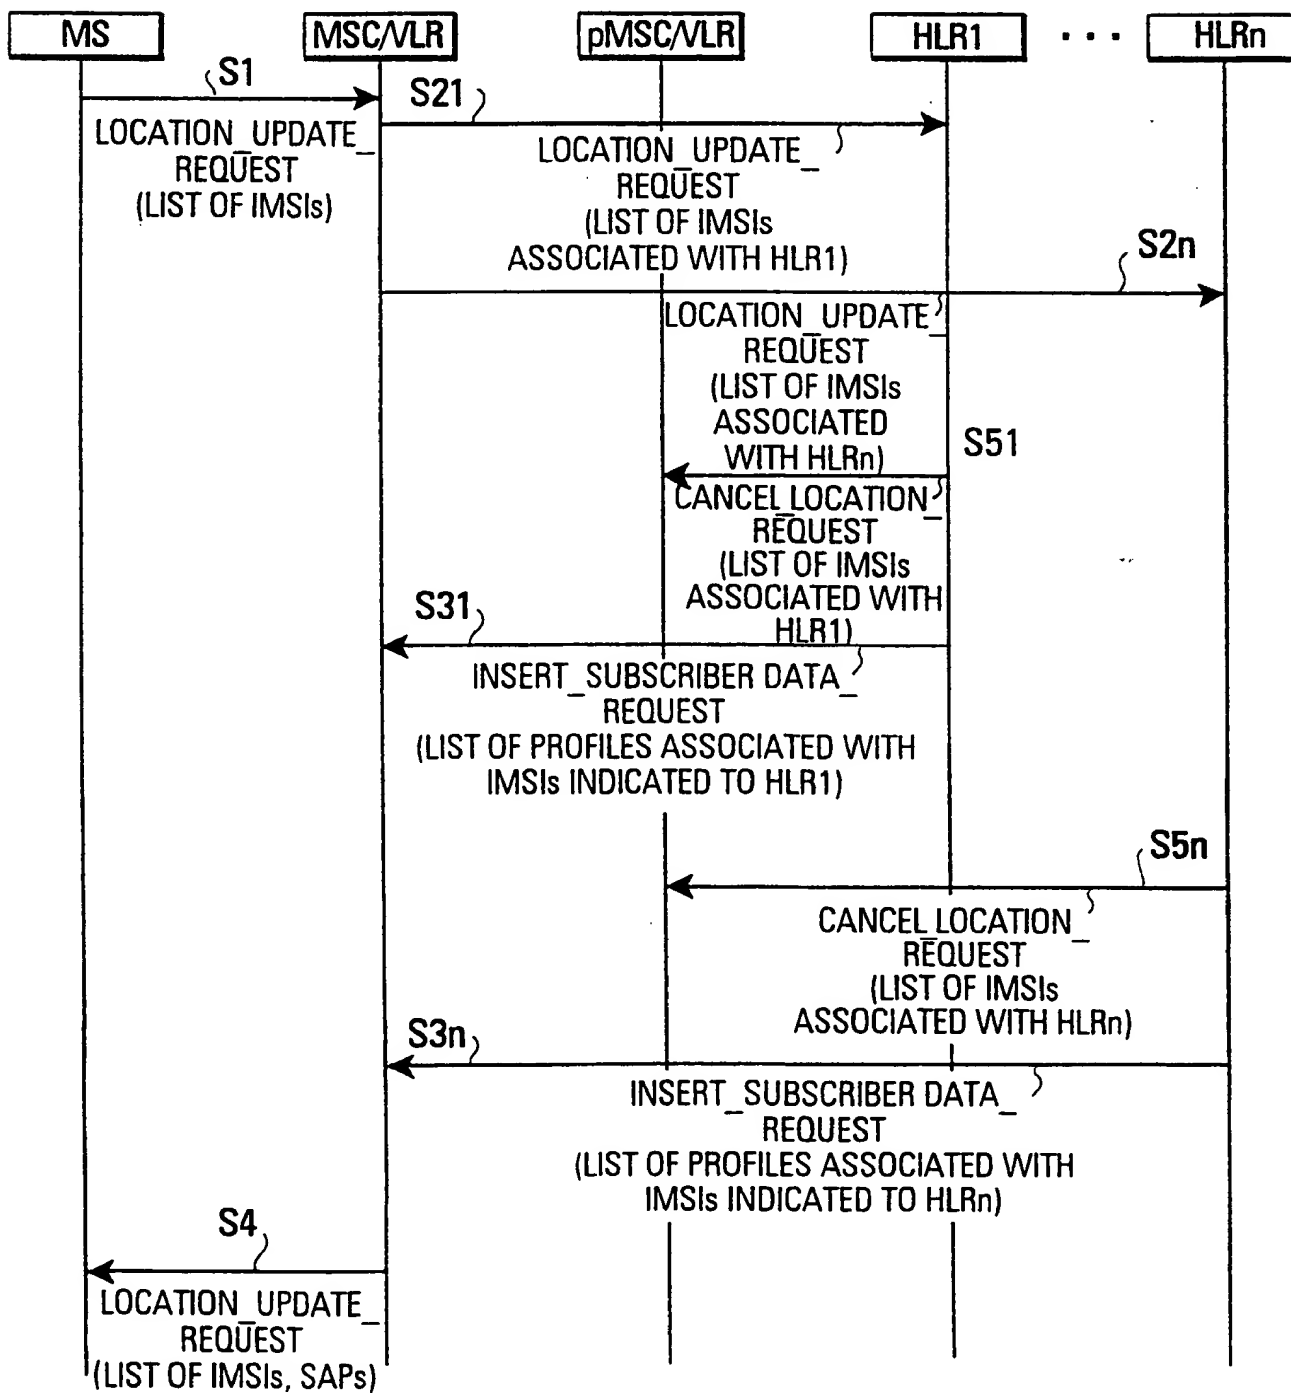 MS
MSC/VLR
pMSC/VLR
HLR1
• • •
HLRn
S1
LOCATION_UPDATE_
REQUEST
(LIST OF IMSIs)
S21
LOCATION_UPDATE_
REQUEST
(LIST OF IMSIs
ASSOCIATED WITH HLR1)
S2n
LOCATION_UPDATE_
REQUEST
(LIST OF IMSIs
ASSOCIATED
WITH HLRn)
S51
CANCEL_LOCATION_
REQUEST
(LIST OF IMSIs
ASSOCIATED WITH
HLR1)
S31
INSERT_SUBSCRIBER DATA_
REQUEST
(LIST OF PROFILES ASSOCIATED WITH
IMSIs INDICATED TO HLR1)
S5n
CANCEL_LOCATION_
REQUEST
(LIST OF IMSIs
ASSOCIATED WITH HLRn)
S3n
INSERT_SUBSCRIBER DATA_
REQUEST
(LIST OF PROFILES ASSOCIATED WITH
IMSIs INDICATED TO HLRn)
S4
LOCATION_UPDATE_
REQUEST
(LIST OF IMSIs, SAPs)